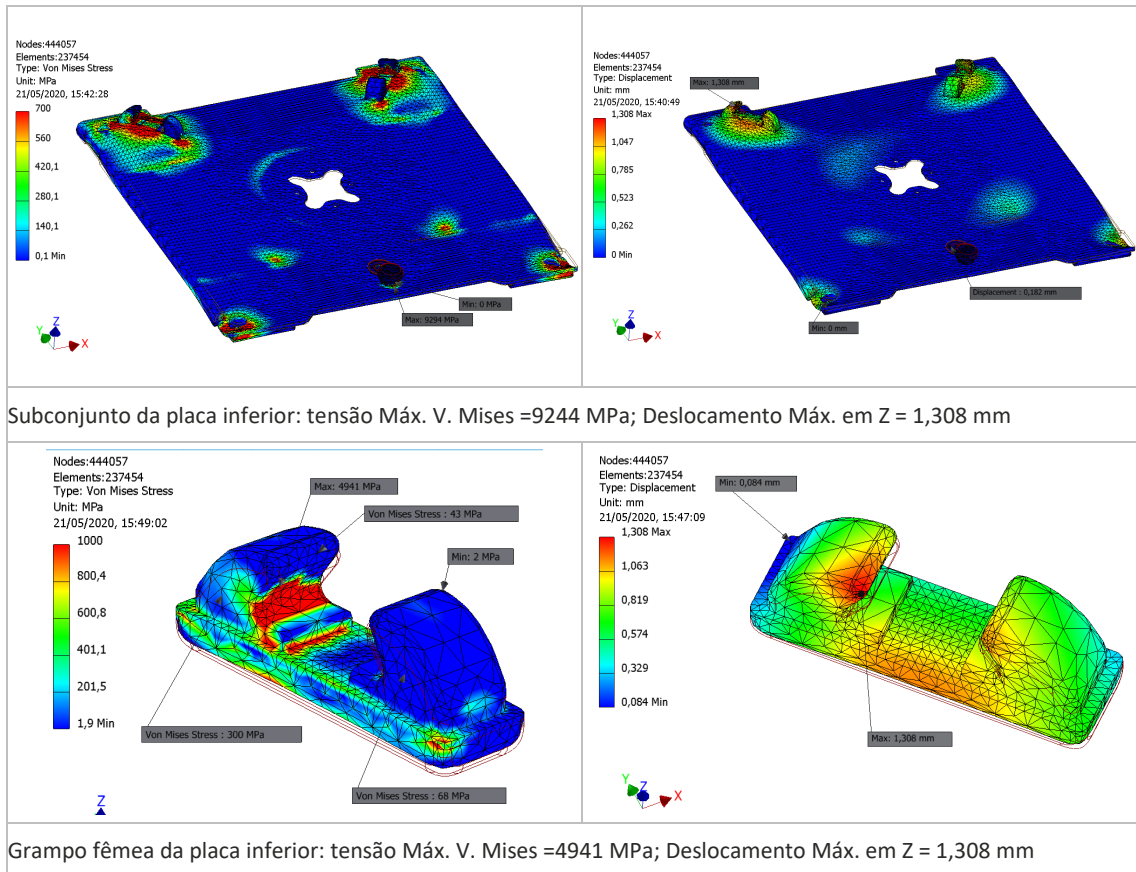 Nodes:444057
Elements:237454
Type: Von Mises Stress
Unit: MPa
21/05/2020, 15:42:28
700
560
420,1
280,1
140,1
0,1 Min
Min: 0 MPa
Max: 9294 MPa
Y Z X
Nodes:444057
Elements:237454
Type: Displacement
Unit: mm
21/05/2020, 15:40:49
1,308 Max
1,047
0,785
0,523
0,262
0 Min
Max: 1,308 mm
Displacement : 0,182 mm
Min: 0 mm
Y Z X
Subconjunto da placa inferior: tensão Máx. V. Mises =9244 MPa; Deslocamento Máx. em Z = 1,308 mm
Nodes:444057
Elements:237454
Type: Von Mises Stress
Unit: MPa
21/05/2020, 15:49:02
1000
800,4
600,8
401,1
201,5
1,9 Min
Max: 4941 MPa
Von Mises Stress : 43 MPa
Min: 2 MPa
Von Mises Stress : 300 MPa
Von Mises Stress : 68 MPa
Z
Nodes:444057
Elements:237454
Type: Displacement
Unit: mm
21/05/2020, 15:47:09
1,308 Max
1,063
0,819
0,574
0,329
0,084 Min
Min: 0,084 mm
Max: 1,308 mm
Y Z X
Grampo fêmea da placa inferior: tensão Máx. V. Mises =4941 MPa; Deslocamento Máx. em Z = 1,308 mm